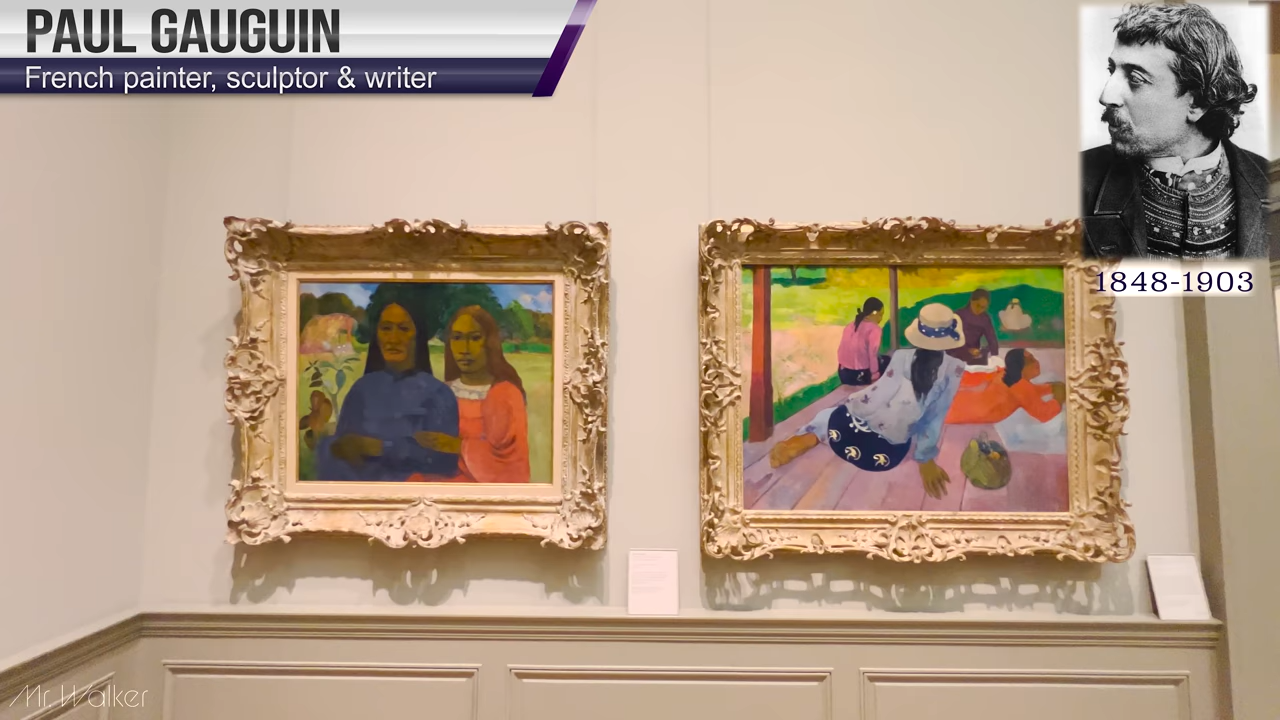 PAUL GAUGUIN
French painter, sculptor & writer
1848-1903
Mr. Walker